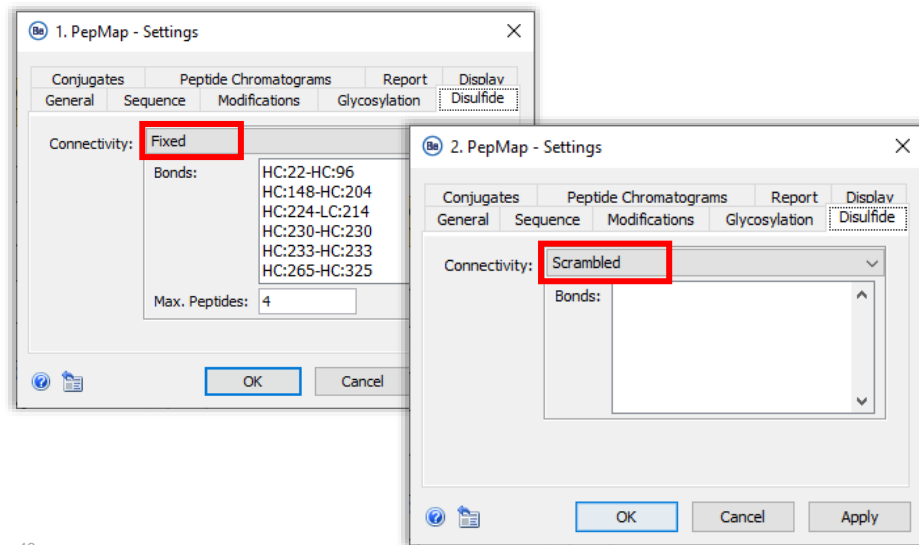 Be 1. PepMap - Settings
Conjugates Peptide Chromatograms Report Display
General Sequence Modifications Glycosylation Disulfide
Connectivity: Fixed
Bonds: HC:22-HC:96
HC:148-HC:204
HC:224-LC:214
HC:230-HC:230
HC:233-HC:233
HC:265-HC:325
Max. Peptides: 4
OK Cancel
Be 2. PepMap - Settings
Conjugates Peptide Chromatograms Report Display
General Sequence Modifications Glycosylation Disulfide
Connectivity: Scrambled
Bonds:
OK Cancel Apply